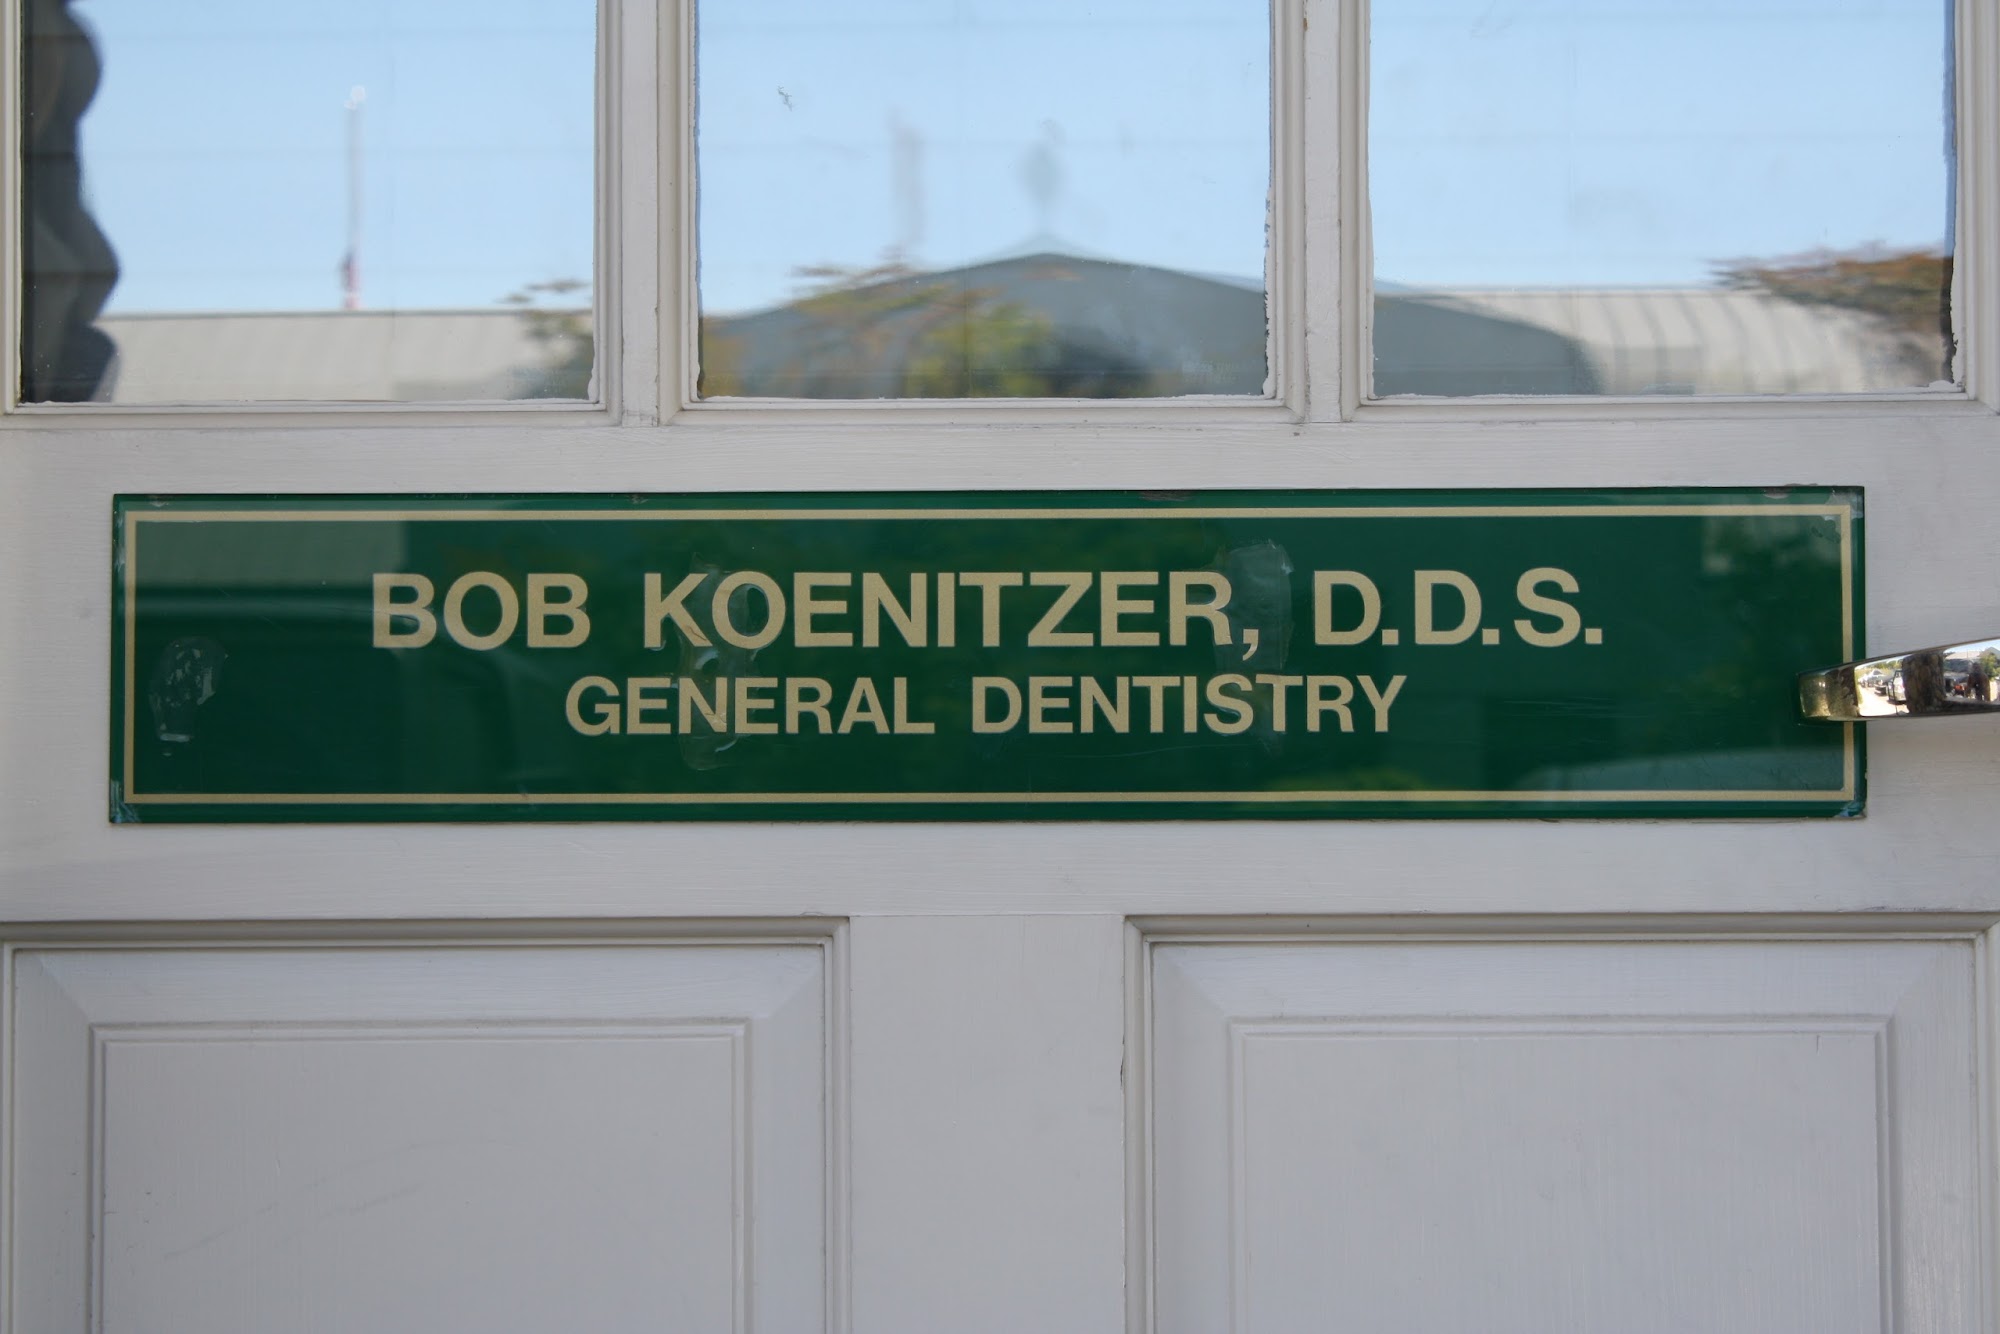 BOB KOENITZER, D.D.S.
GENERAL DENTISTRY